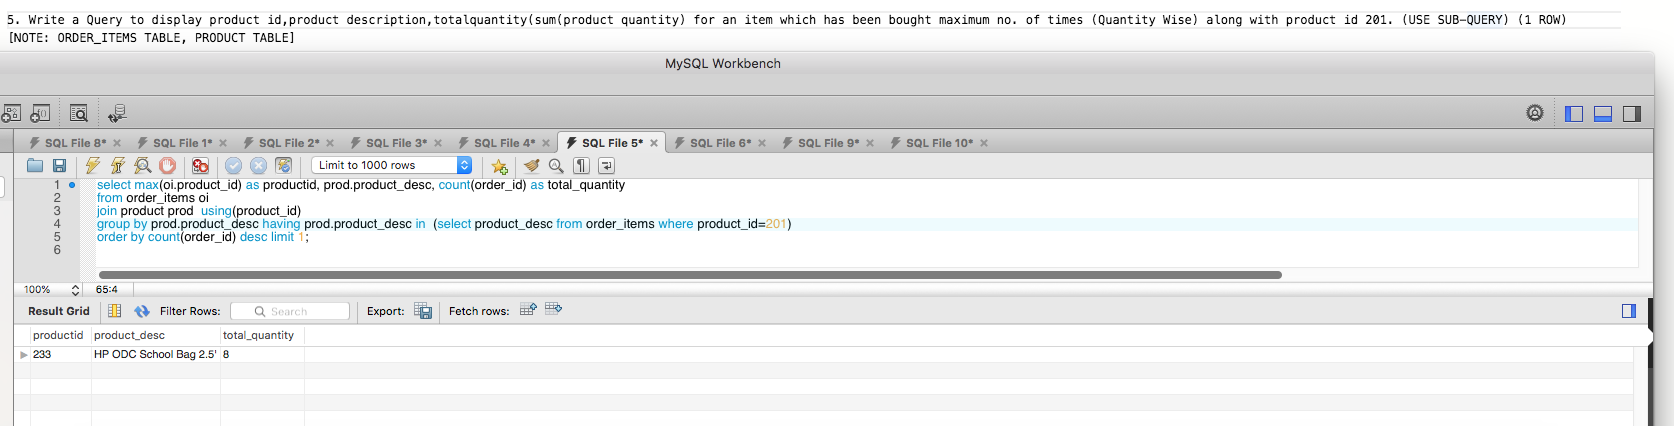 5. Write a Query to display product id,product description,totalquantity(sum(product quantity) for an item which has been bought maximum no. of times (Quantity Wise) along with product id 201. (USE SUB-QUERY) (1 ROW)
[NOTE: ORDER_ITEMS TABLE, PRODUCT TABLE]
MySQL Workbench
SQL File 8* SQL File 1* SQL File 2* SQL File 3* SQL File 4* SQL File 5* SQL File 6* SQL File 9* SQL File 10*
Limit to 1000 rows
1 select max(oi.product_id) as productid, prod.product_desc, count(order_id) as total_quantity
2 from order_items oi
3 join product prod using(product_id)
4 group by prod.product_desc having prod.product_desc in (select product_desc from order_items where product_id=201)
5 order by count(order_id) desc limit 1;
6
100% 65:4
Result Grid Filter Rows: Search Export: Fetch rows:
productid product_desc total_quantity
233 HP ODC School Bag 2.5' 8